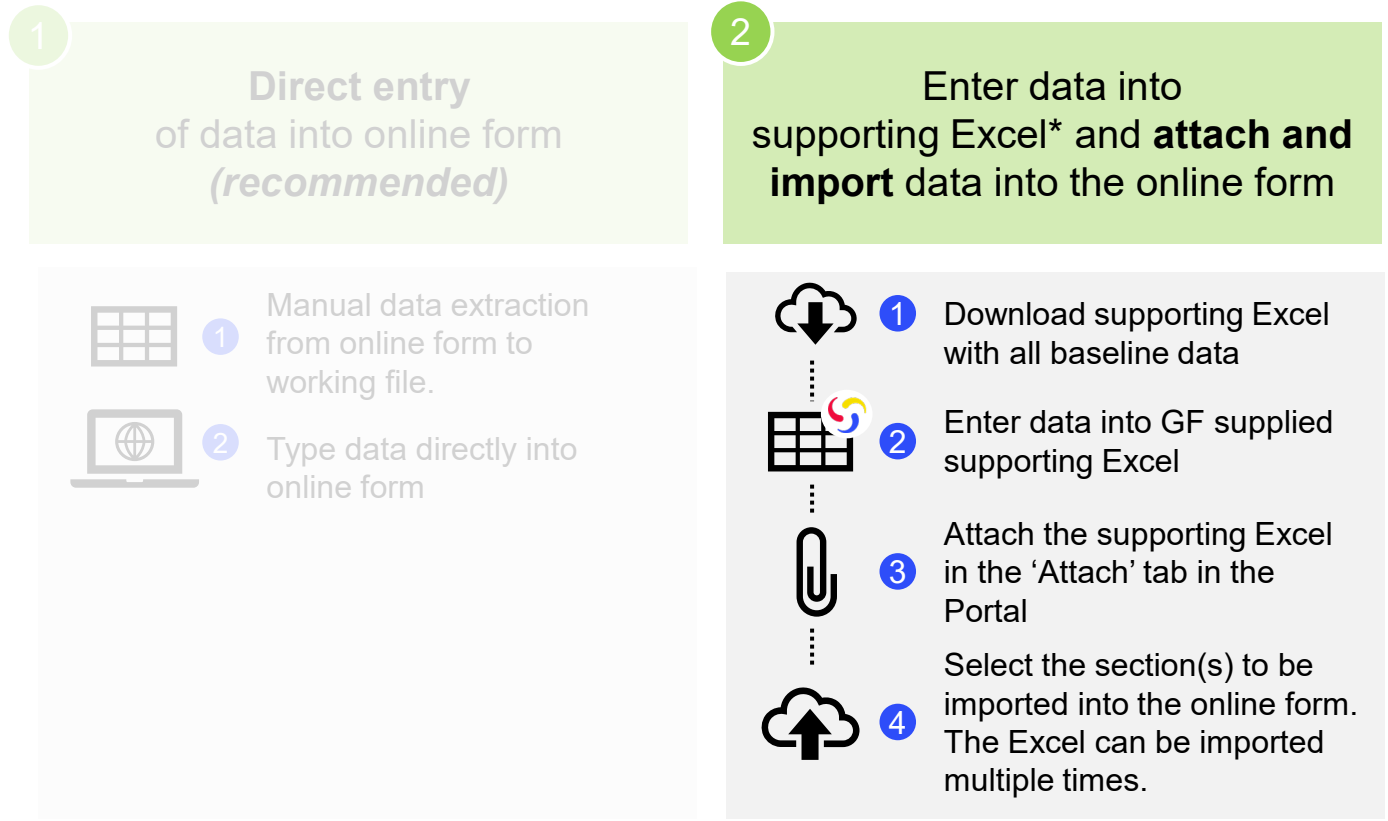 1
Direct entry
of data into online form
(recommended)
1
Manual data extraction
from online form to
working file.
2
Type data directly into
online form
2
Enter data into
supporting Excel* and attach and
import data into the online form
1
Download supporting Excel
with all baseline data
2
Enter data into GF supplied
supporting Excel
3
Attach the supporting Excel
in the ‘Attach’ tab in the
Portal
4
Select the section(s) to be
imported into the online form.
The Excel can be imported
multiple times.